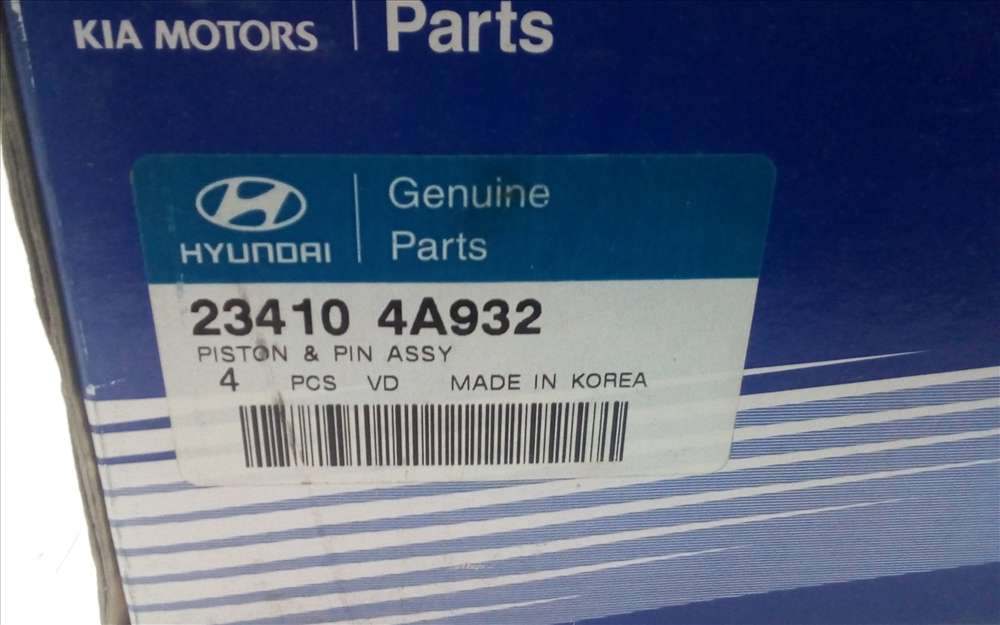 KIA MOTORS
Parts
HYUNDAI
Genuine
Parts
23410 4A932
PISTON & PIN ASSY
4 PCS VD MADE IN KOREA